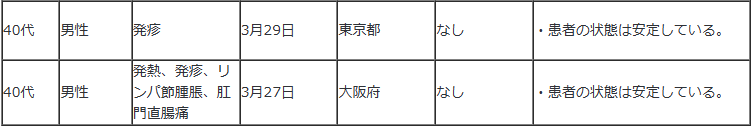 40代 男性 発疹 3月29日 東京都 なし ・患者の状態は安定している。
40代 男性 発熱、発疹、リ
ンパ節腫脹、肛
門直腸痛 3月27日 大阪府 なし ・患者の状態は安定している。